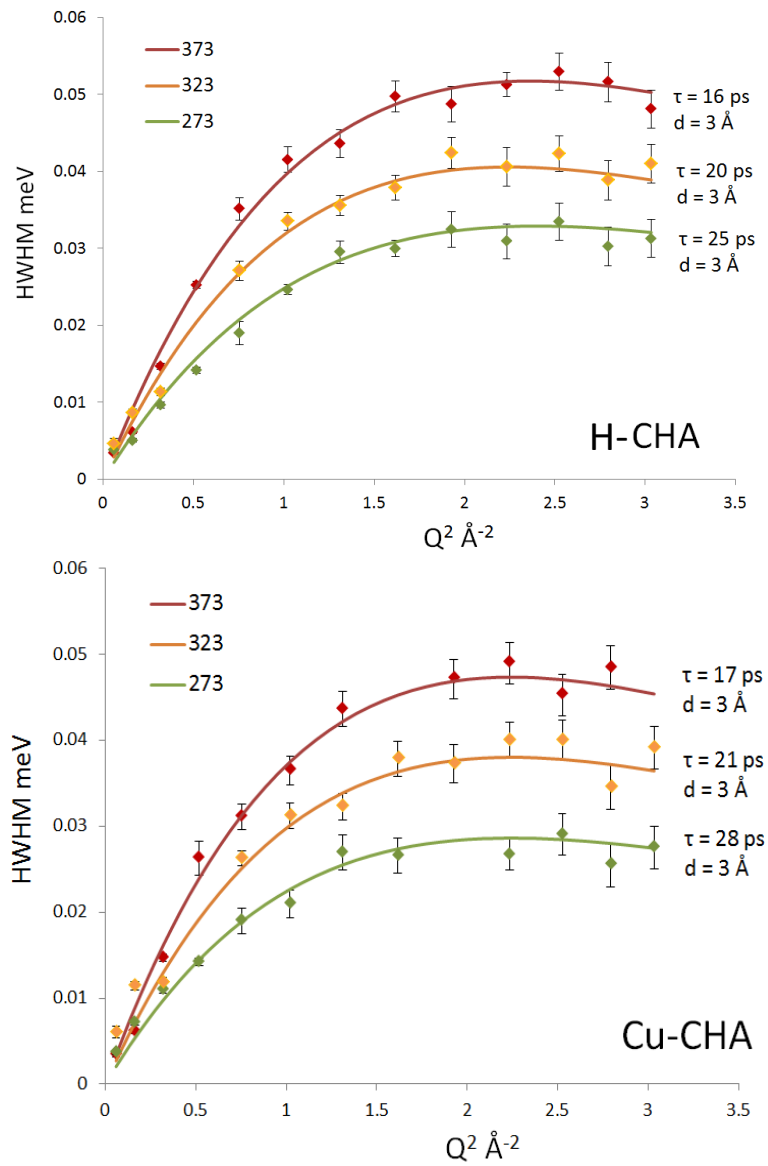 0.06
373
323
273
0.05
τ = 16 ps
d = 3 Å
0.04
τ = 20 ps
d = 3 Å
HWHM meV
0.03
τ = 25 ps
d = 3 Å
0.02
0.01
H-CHA
0
0 0.5 1 1.5 2 2.5 3 3.5
Q² Å⁻²
0.06
373
323
273
0.05
τ = 17 ps
d = 3 Å
0.04
τ = 21 ps
d = 3 Å
HWHM meV
0.03
τ = 28 ps
d = 3 Å
0.02
0.01
Cu-CHA
0
0 0.5 1 1.5 2 2.5 3 3.5
Q² Å⁻²